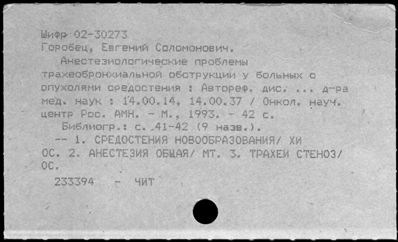 Шифр 02-30273
Горобец, Евгений Соломонович.
Анестезиологические проблемы
трахеобронхиальной обструкции у больных с
опухолями средостения : Автореф. дис. ... д-ра
мед. наук : 14.00.14, 14.00.37 / Онкол. науч.
центр Рос. АМН. - М., 1993. - 42 с.
Библиогр.: с. 41-42 (9 назв.).
-- 1. СРЕДОСТЕНИЯ НОВООБРАЗОВАНИЯ/ ХИ
ОС. 2. АНЕСТЕЗИЯ ОБЩАЯ/ МТ. 3. ТРАХЕИ СТЕНОЗ/
ОС.
233394 - ЧИТ